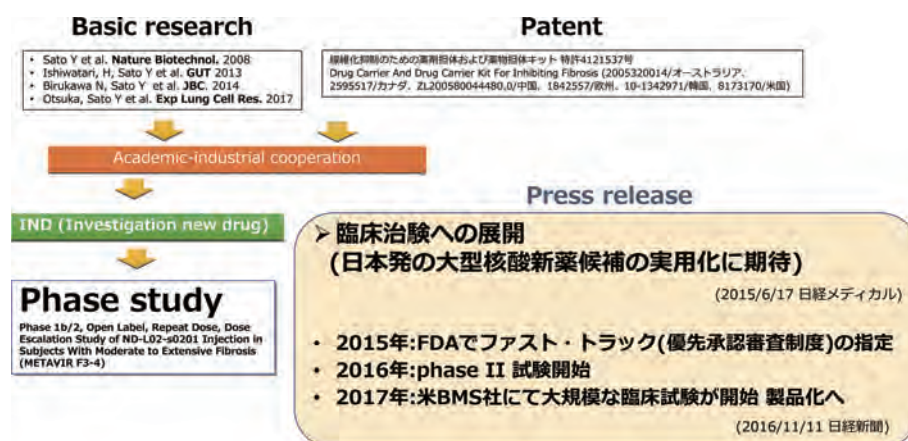 Basic research
• Sato Y et al. Nature Biotechnol. 2008
• Ishiwatari, H, Sato Y et al. GUT 2013
• Birukawa N, Sato Y et al. JBC. 2014
• Otsuka, Sato Y et al. Exp Lung Cell Res. 2017
Patent
線維化抑制のための薬剤担体および薬物担体キット 特許4121537号
Drug Carrier And Drug Carrier Kit For Inhibiting Fibrosis (2005320014/オーストラリア、
2595517/カナダ、ZL200580044480,0/中国、1842557/欧州、10-1342971/韓国、8173170/米国)
Academic-industrial cooperation
IND (Investigation new drug)
Phase study
Phase 1b/2, Open Label, Repeat Dose, Dose
Escalation Study of ND-L02-s0201 Injection in
Subjects With Moderate to Extensive Fibrosis
(METAVIR F3-4)
Press release
➢ 臨床治験への展開
(日本発の大型核酸新薬候補の実用化に期待)
(2015/6/17 日経メディカル)
• 2015年:FDAでファスト・トラック(優先承認審査制度)の指定
• 2016年:phase II 試験開始
• 2017年:米BMS社にて大規模な臨床試験が開始 製品化へ
(2016/11/11 日経新聞)